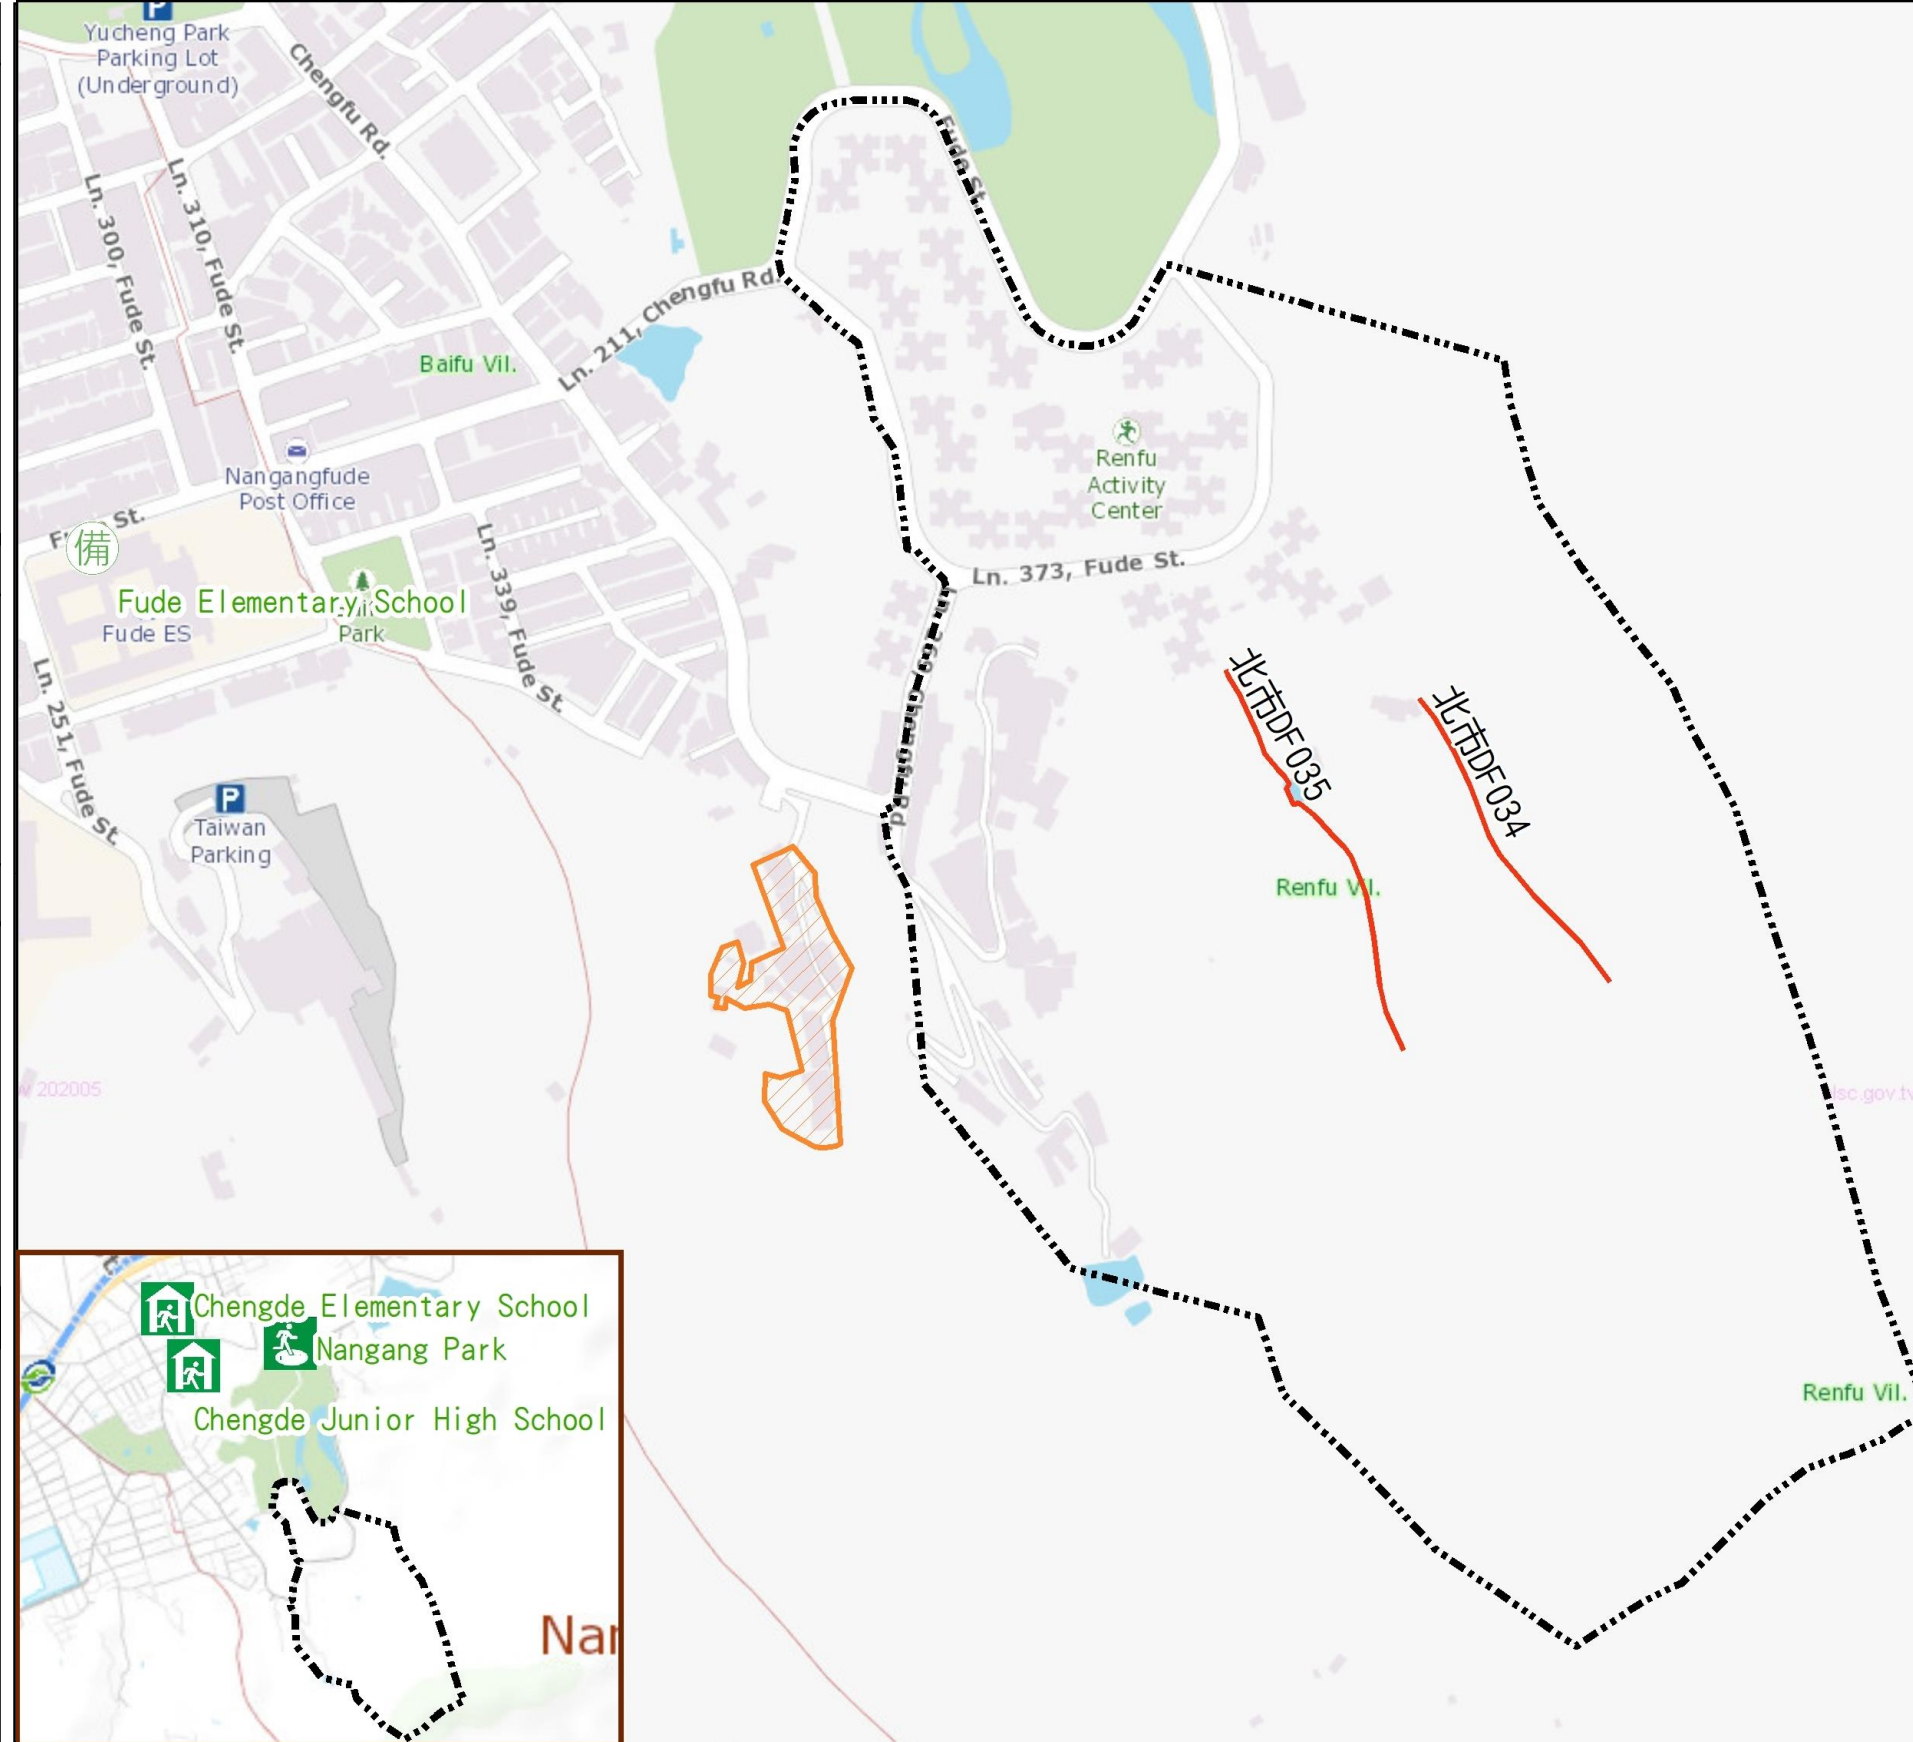 P
Yucheng Park
Parking Lot
(Underground)
Chengfu Rd.
Fude St.
Ln. 300, Fude St.
Ln. 310, Fude St.
Ln. 211, Chengfu Rd.
Baifu Vil.
Renfu
Activity
Center
Nangangfude
Post Office
St.
備
Ln. 339, Fude St.
Ln. 373, Fude St.
Fude Elementary School
Fude ES
Park
Ln. 251, Fude St.
北市DF035
北市DF034
P
Taiwan
Parking
Renfu Vil.
202005
lsc.gov.tw
Chengde Elementary School
Nangang Park
Chengde Junior High School
Renfu Vil.
Nan